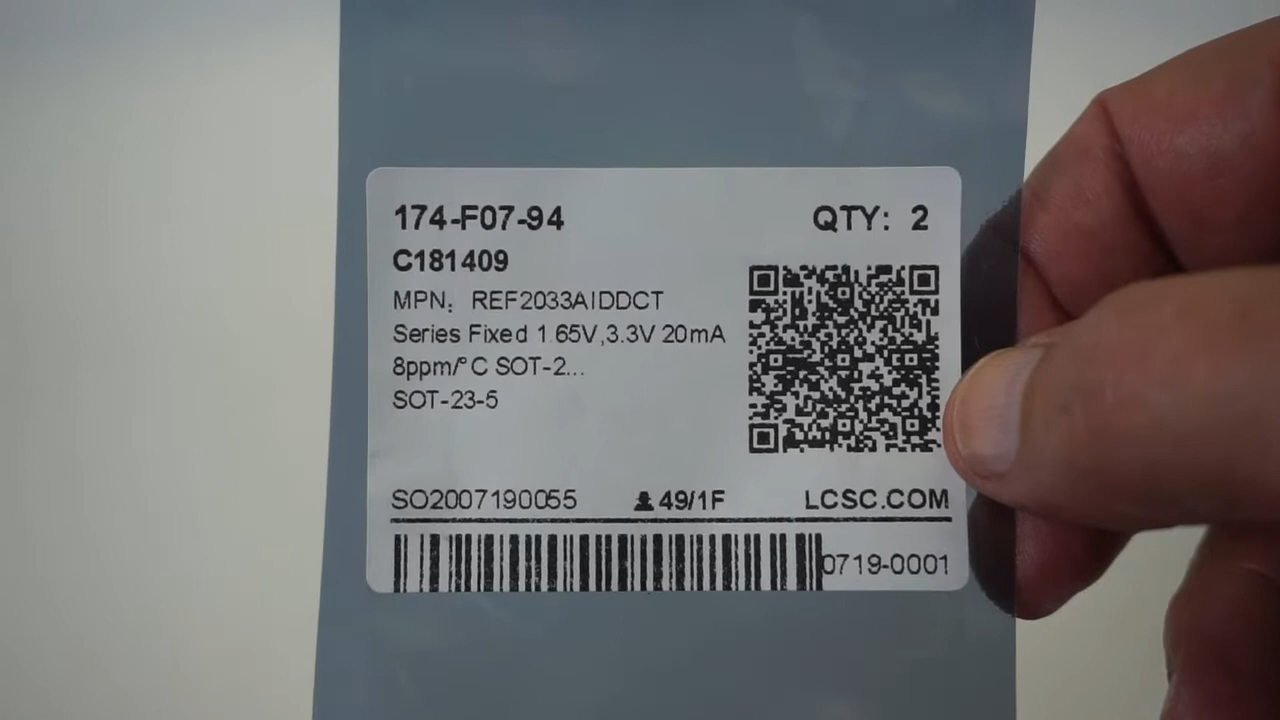 174-F07-94 QTY: 2
C181409
MPN: REF2033AIDDCT
Series Fixed 1.65V,3.3V 20mA
8ppm/°C SOT-2...
SOT-23-5
SO2007190055 49/1F LCSC.COM
0719-0001